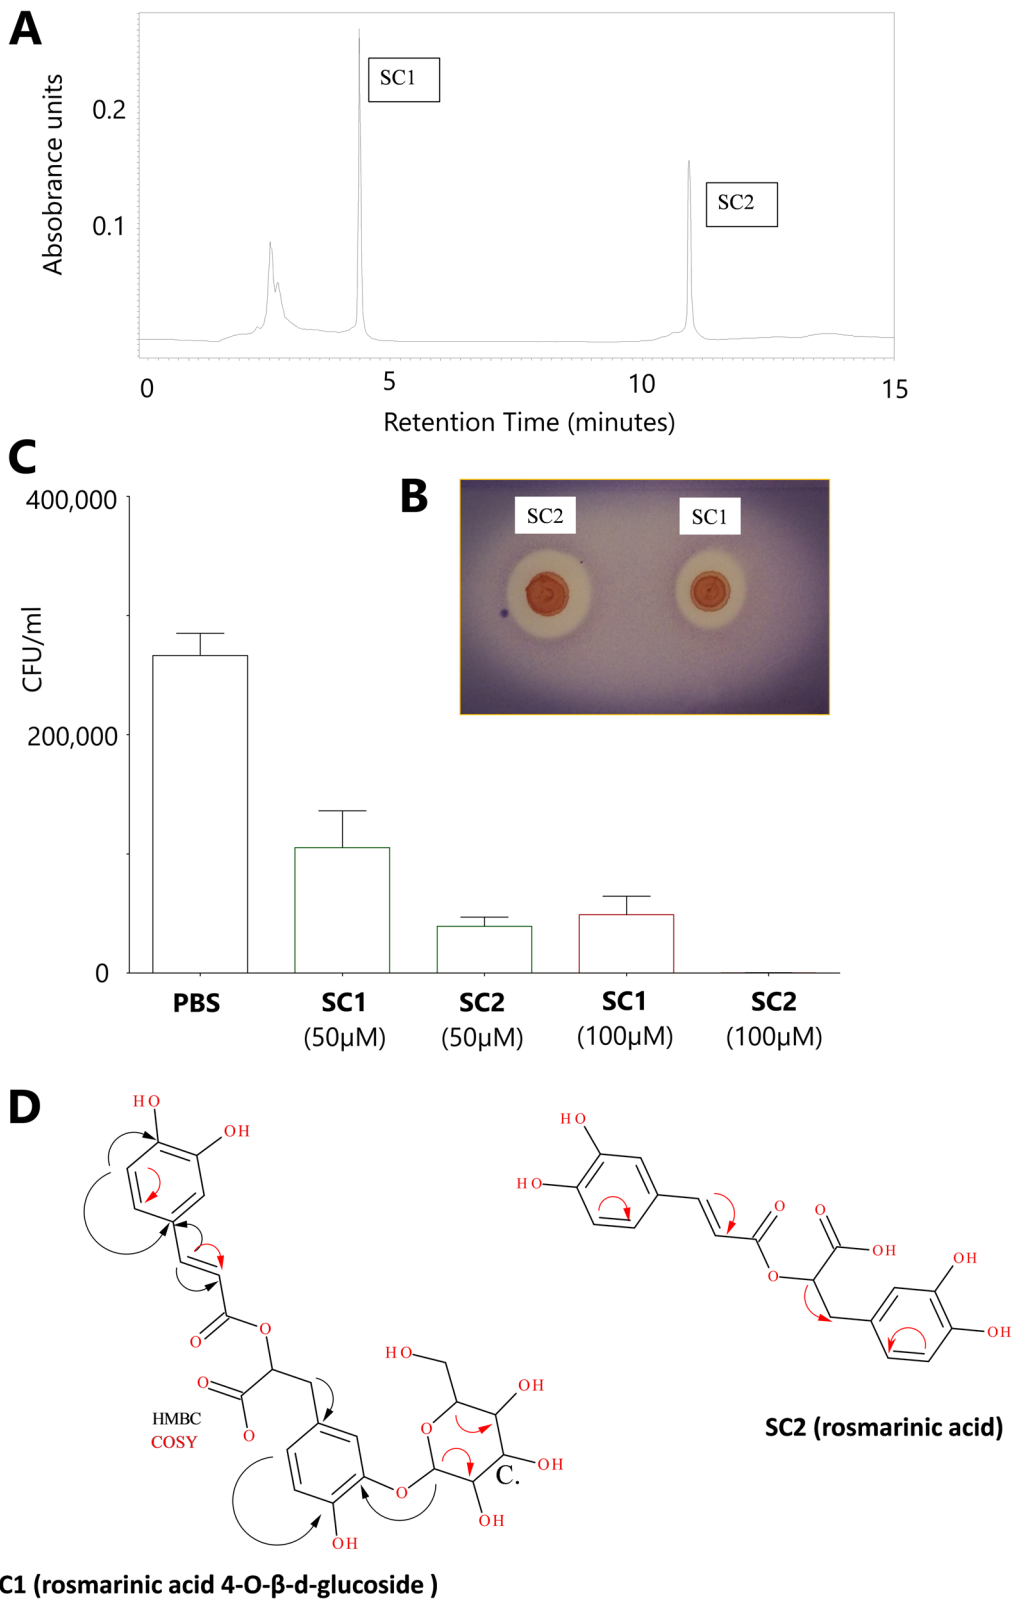 A
Absobrance units
0.2
0.1
SC1
SC2
0
5
10
15
Retention Time (minutes)
C
B
400,000
200,000
0
CFU/ml
SC2
SC1
PBS
SC1
(50µM)
SC2
(50µM)
SC1
(100µM)
SC2
(100µM)
D
HO
OH
O
O
O
O
HMBC
COSY
OH
O
HO
O
OH
OH
OH
C.
HO
HO
O
O
O
OH
OH
OH
SC2 (rosmarinic acid)
C1 (rosmarinic acid 4-O-β-d-glucoside )